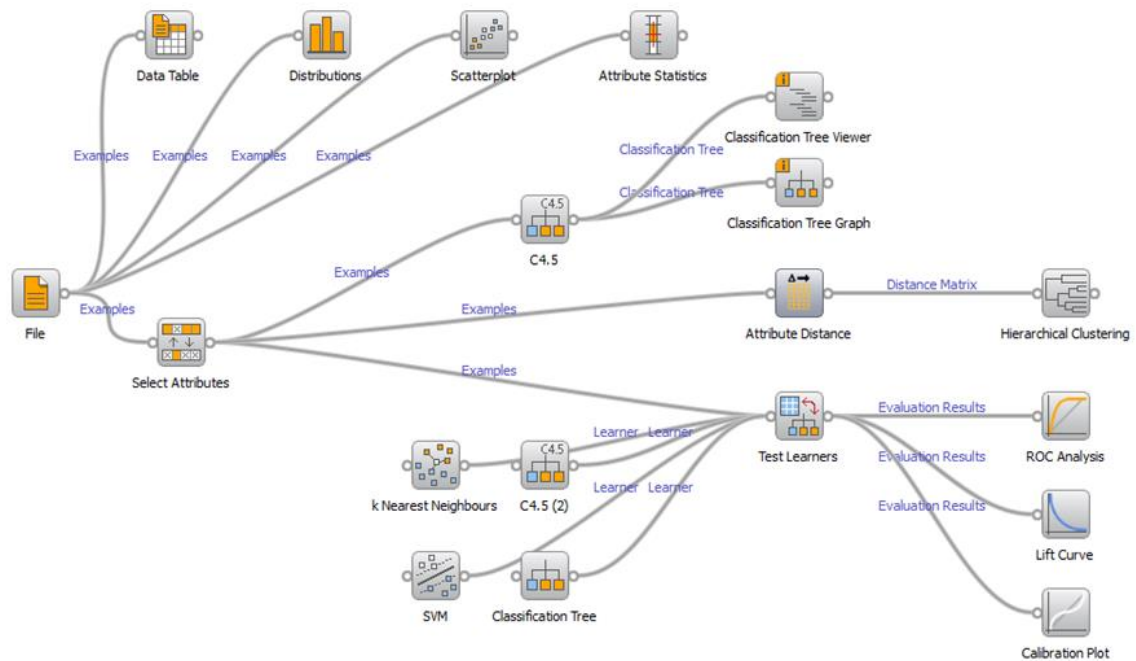 Data Table
Distributions
Scatterplot
Attribute Statistics
Classification Tree Viewer
Examples
Examples
Examples
Examples
Classification Tree
Classification Tree
Classification Tree Graph
C4.5
C4.5
Examples
Examples
File
Select Attributes
Examples
Attribute Distance
Distance Matrix
Hierarchical Clustering
Examples
Evaluation Results
Learner
Learner
Test Learners
ROC Analysis
C4.5
Evaluation Results
Learner
Learner
k Nearest Neighbours
C4.5 (2)
Evaluation Results
Lift Curve
SVM
Classification Tree
Calibration Plot